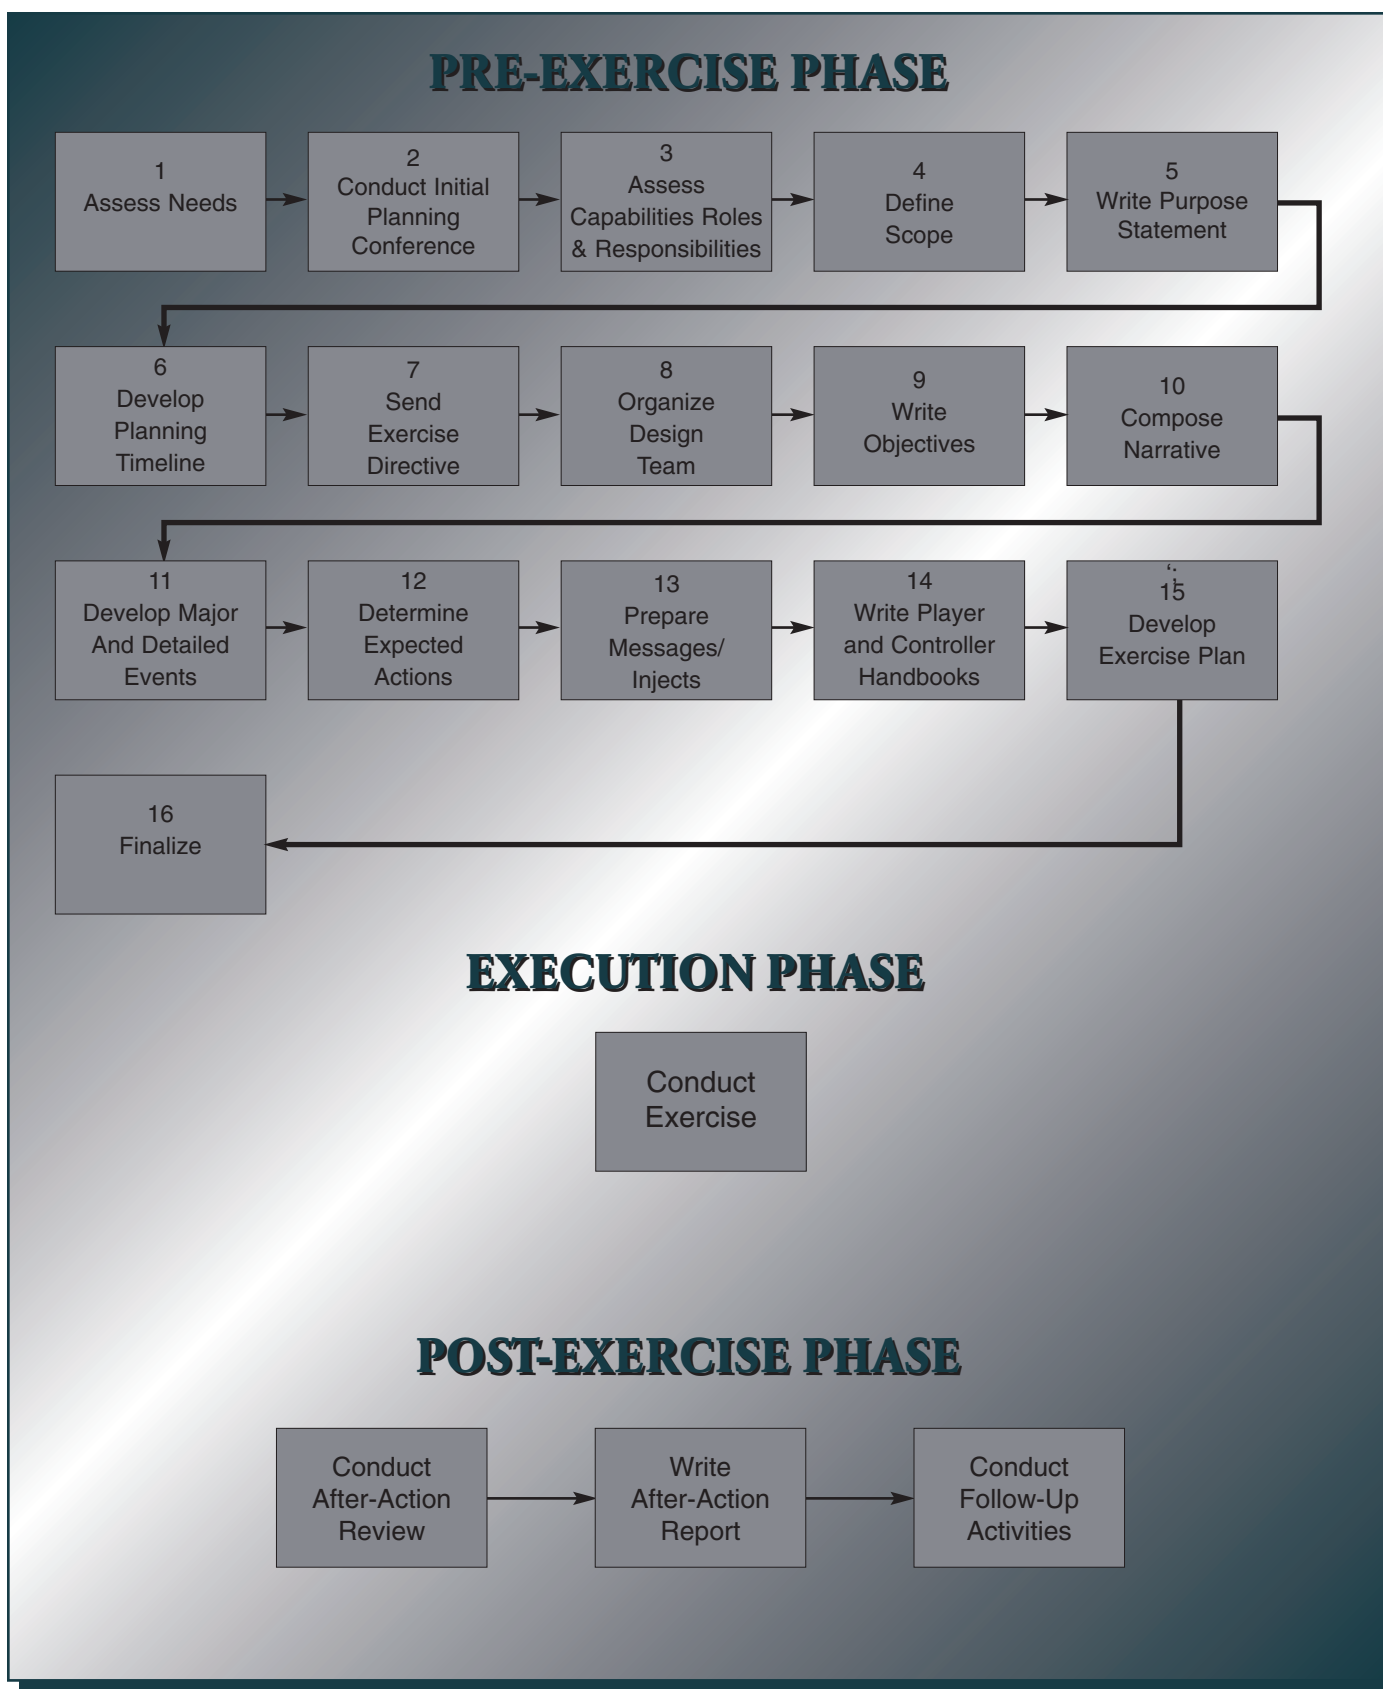 PRE-EXERCISE PHASE
1
Assess Needs
2
Conduct Initial
Planning
Conference
3
Assess
Capabilities Roles
& Responsibilities
4
Define
Scope
5
Write Purpose
Statement
6
Develop
Planning
Timeline
7
Send
Exercise
Directive
8
Organize
Design
Team
9
Write
Objectives
10
Compose
Narrative
11
Develop Major
And Detailed
Events
12
Determine
Expected
Actions
13
Prepare
Messages/
Injects
14
Write Player
and Controller
Handbooks
15
Develop
Exercise Plan
16
Finalize
EXECUTION PHASE
Conduct
Exercise
POST-EXERCISE PHASE
Conduct
After-Action
Review
Write
After-Action
Report
Conduct
Follow-Up
Activities